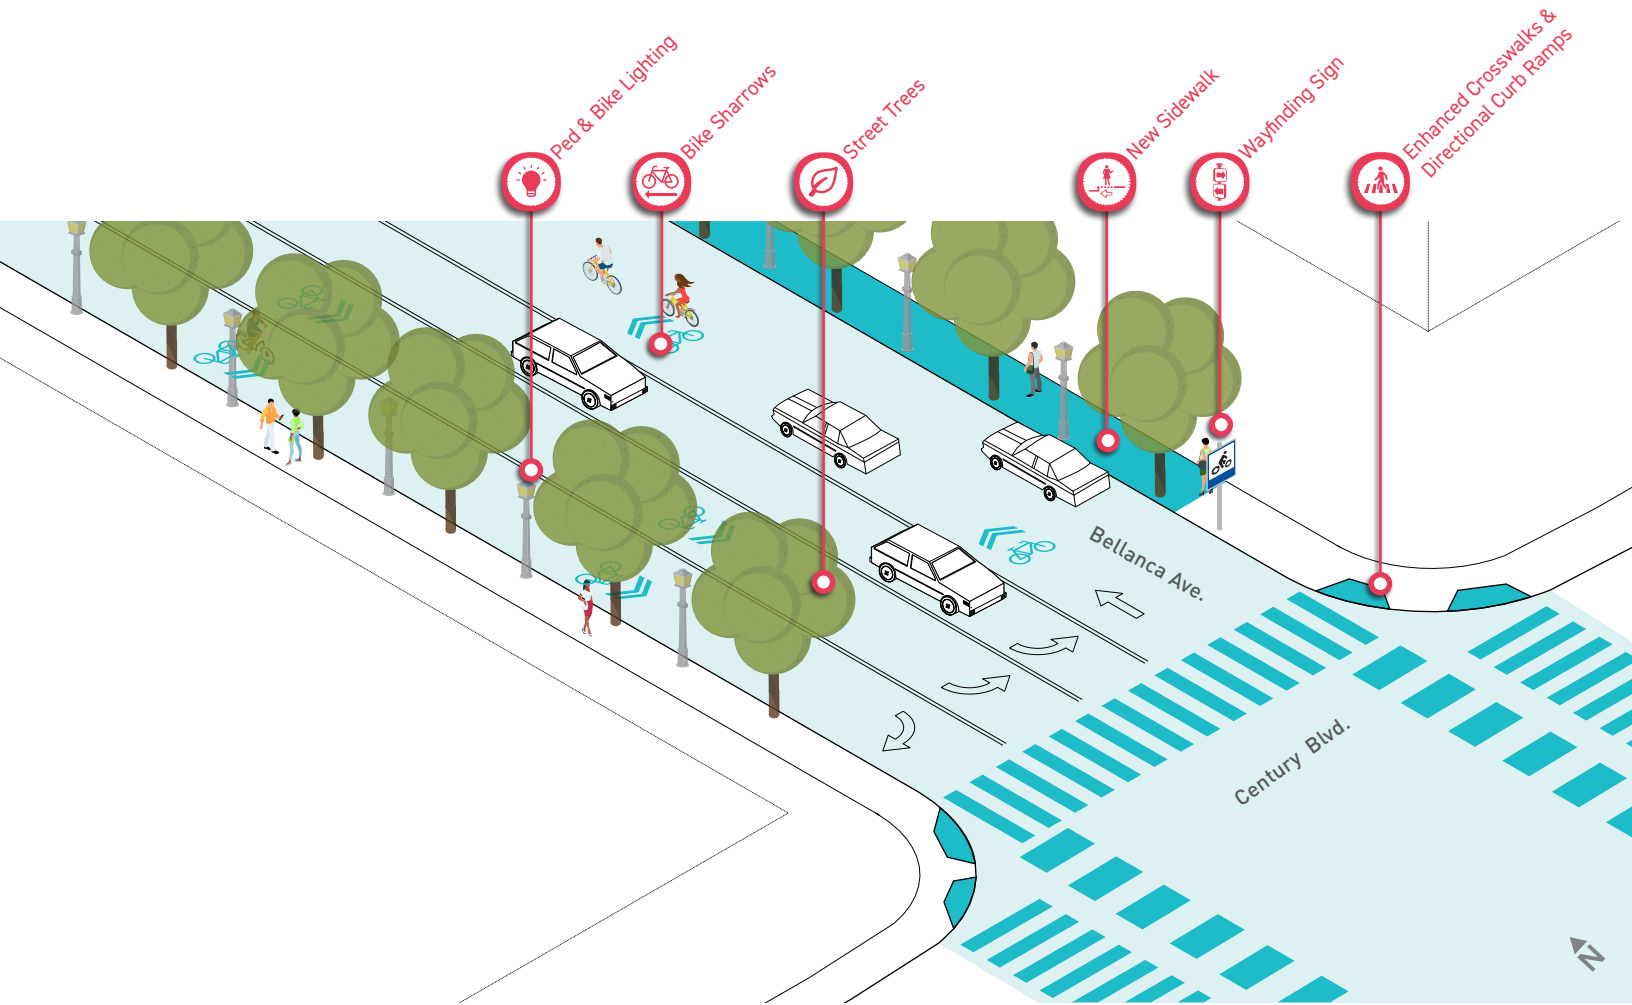 Ped & Bike Lighting
Bike Sharrows
Street Trees
New Sidewalk
Wayfinding Sign
Enhanced Crosswalks &
Directional Curb Ramps
Bellanca Ave.
Century Blvd.
N